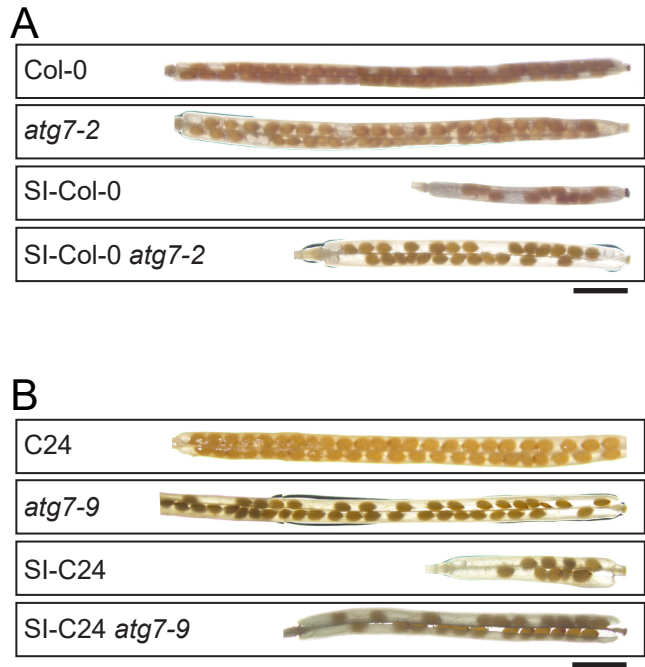 A
Col-0
atg7-2
SI-Col-0
SI-Col-0 atg7-2
B
C24
atg7-9
SI-C24
SI-C24 atg7-9